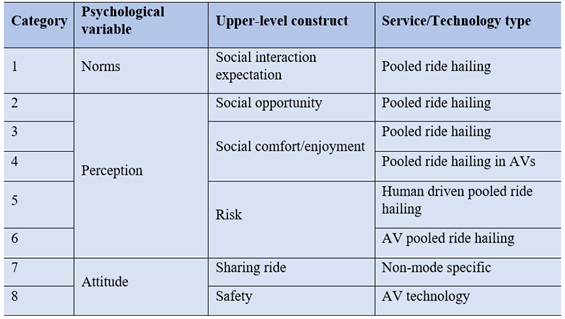 Category
Psychological
variable
Upper-level construct
Service/Technology type
1
Norms
Social interaction
expectation
Pooled ride hailing
2
Perception
Social opportunity
Pooled ride hailing
3
Social comfort/enjoyment
Pooled ride hailing
4
Pooled ride hailing in AVs
5
Risk
Human driven pooled ride
hailing
6
AV pooled ride hailing
7
Attitude
Sharing ride
Non-mode specific
8
Safety
AV technology